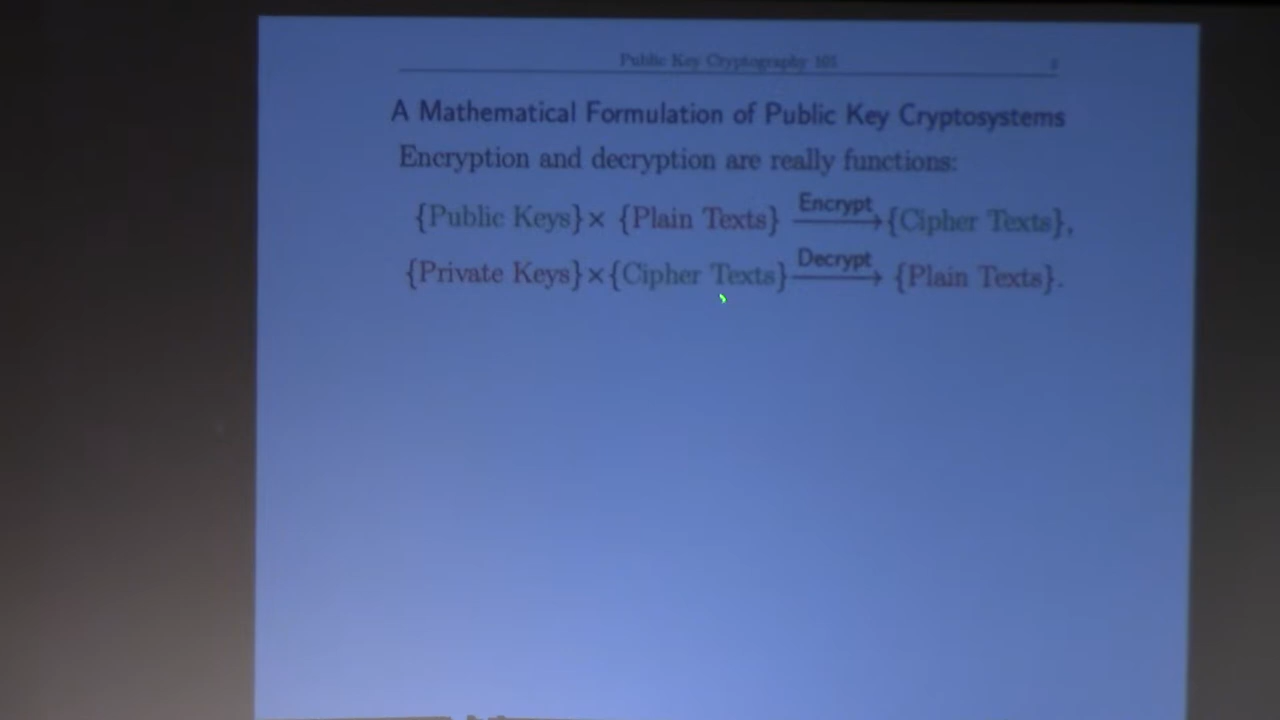 Public Key Cryptography 101
A Mathematical Formulation of Public Key Cryptosystems
Encryption and decryption are really functions:
{Public Keys}× {Plain Texts} Encrypt→ {Cipher Texts},
{Private Keys}×{Cipher Texts} Decrypt→ {Plain Texts}.